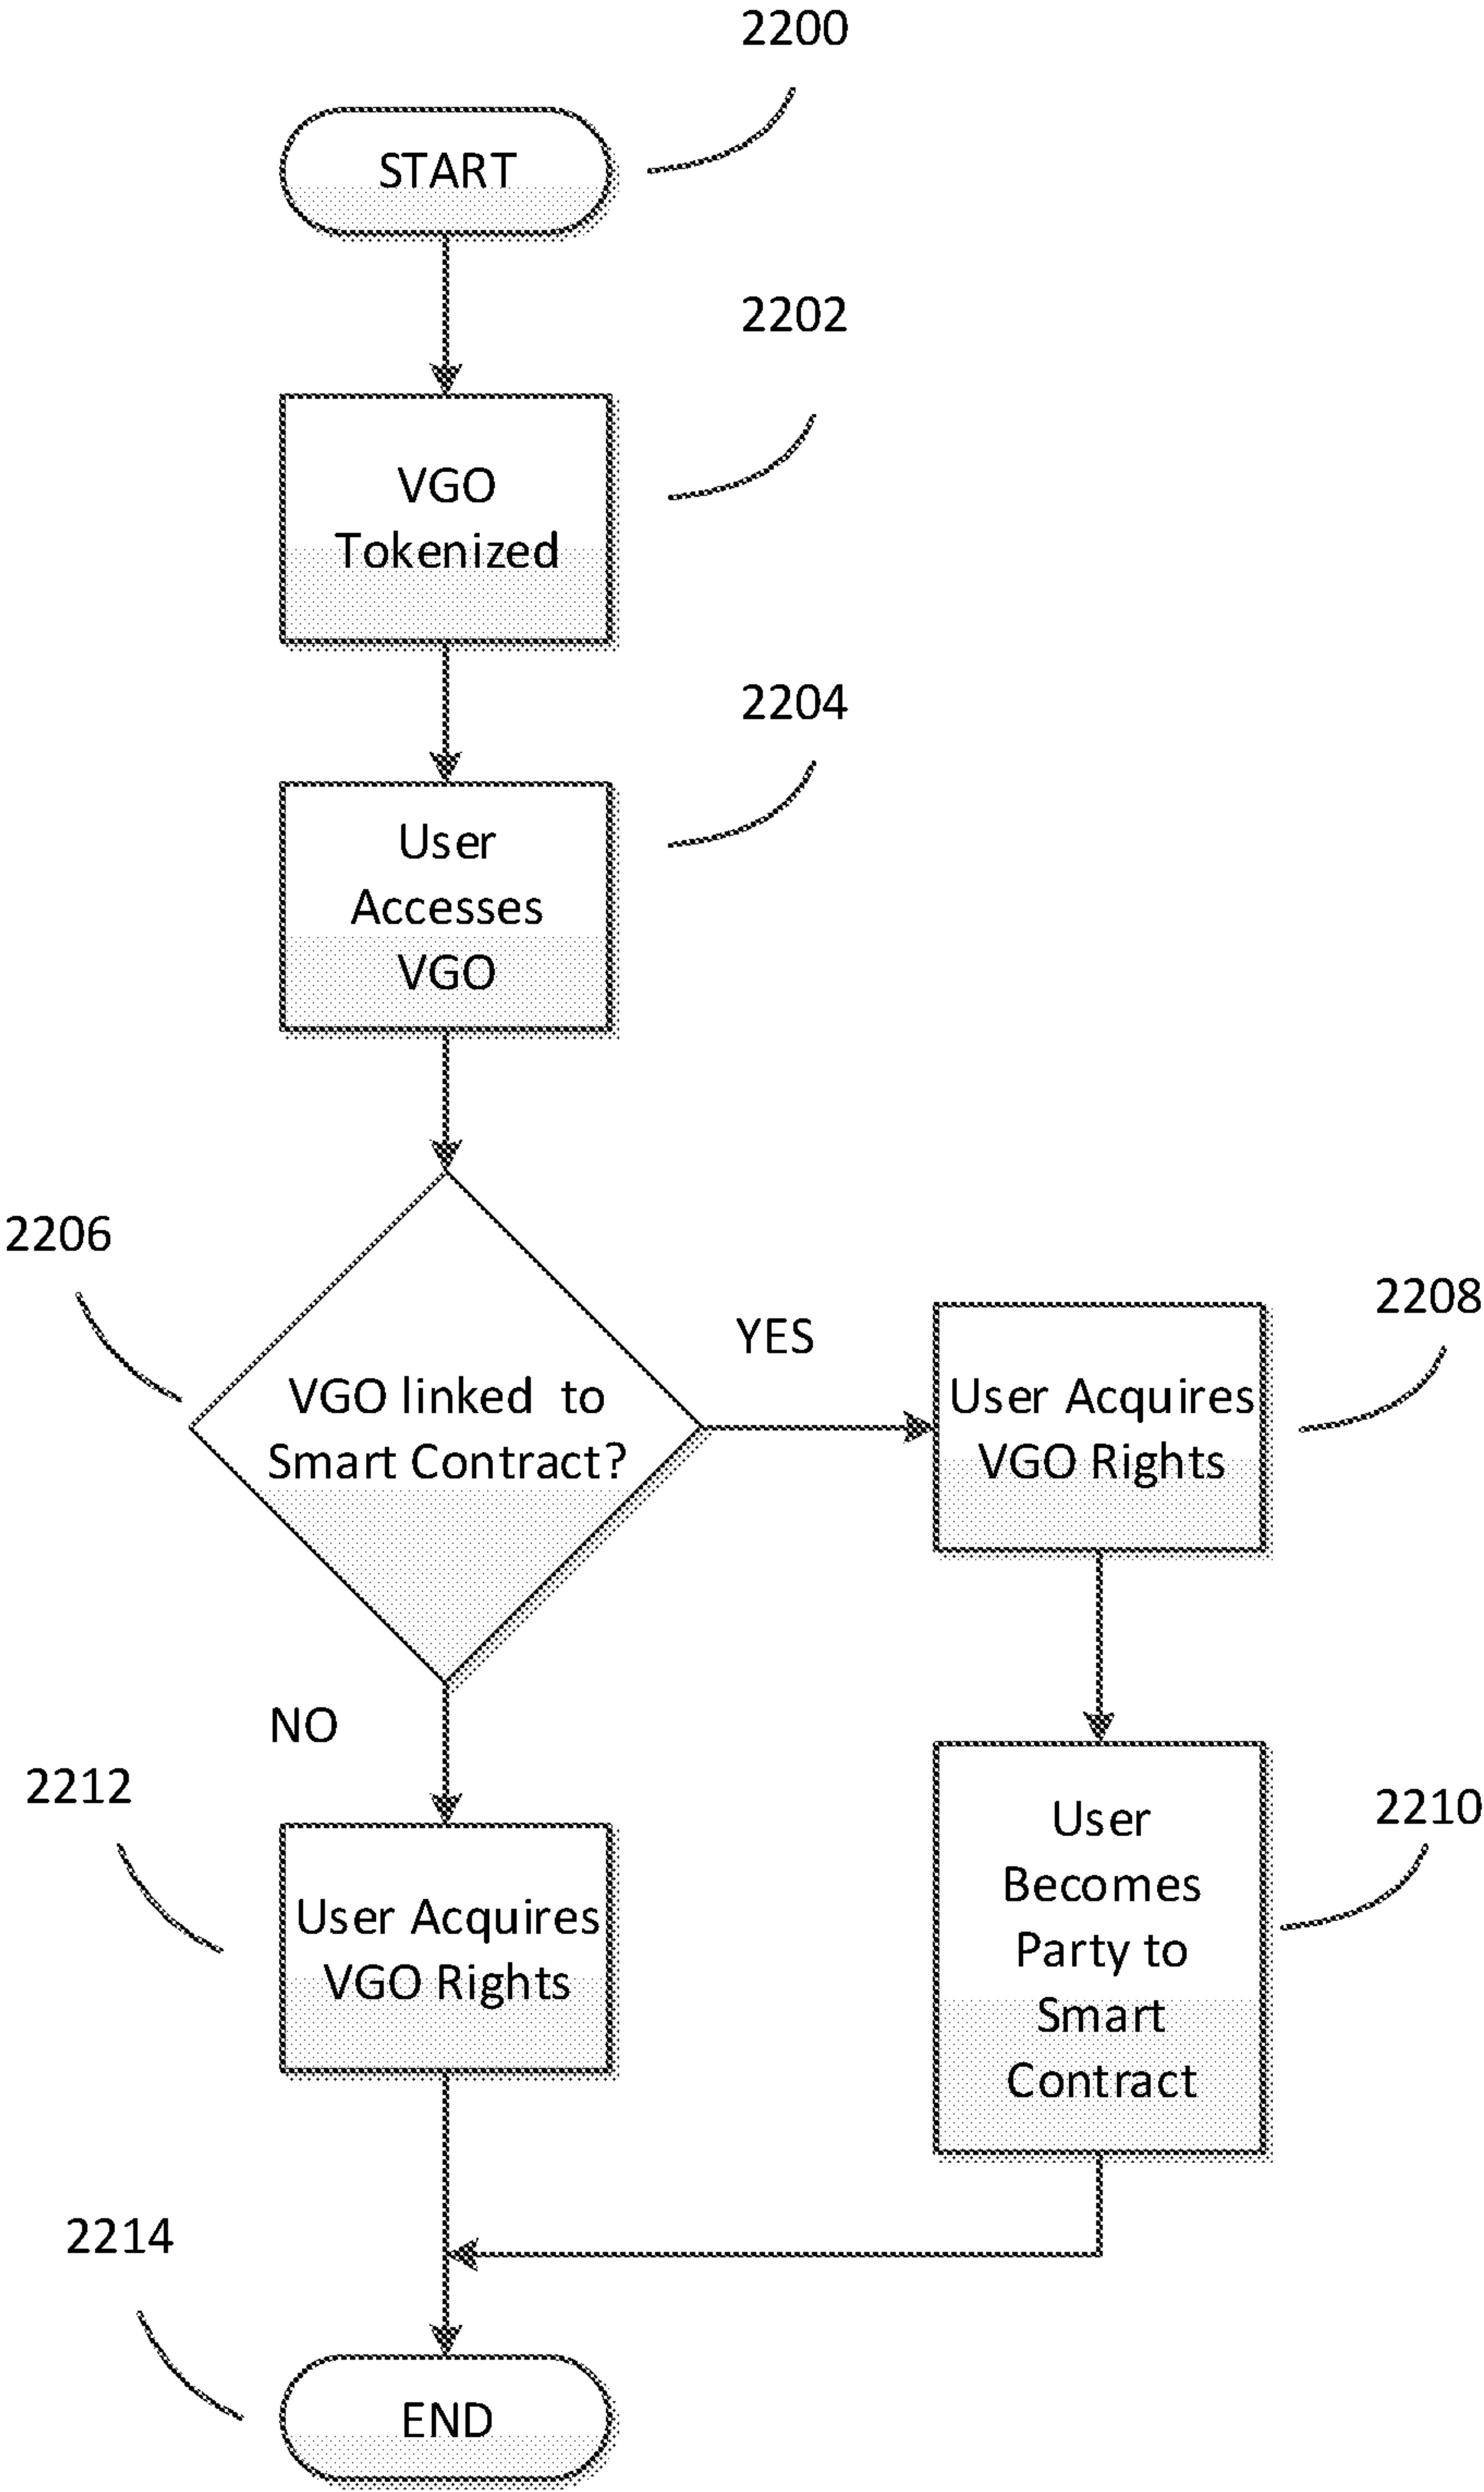 2200
START
2202
VGO
Tokenized
2204
User
Accesses
VGO
2206
VGO linked to
Smart Contract?
YES
2208
User Acquires
VGO Rights
NO
2212
User Acquires
VGO Rights
2210
User
Becomes
Party to
Smart
Contract
2214
END